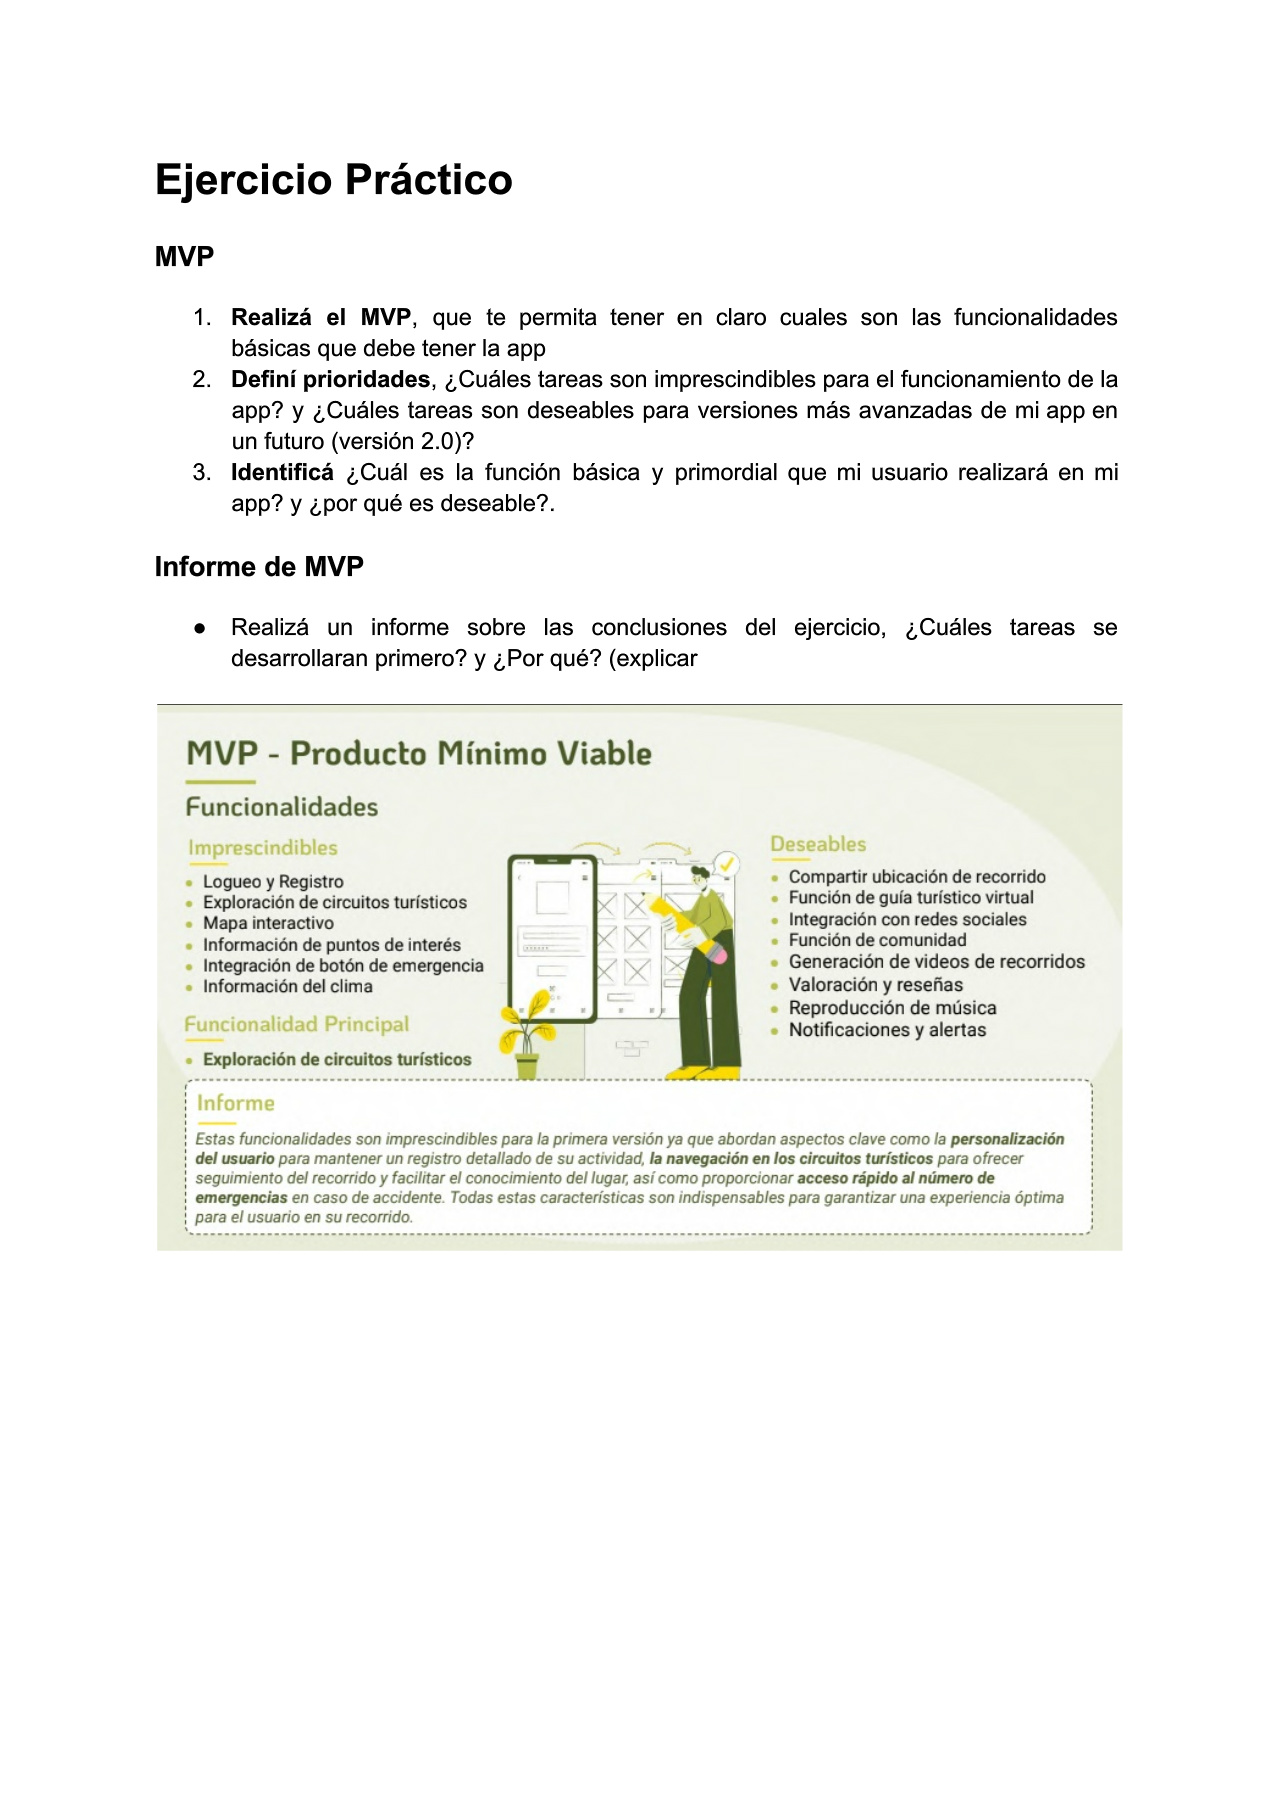 Ejercicio Práctico
MVP
1. Realizá el MVP, que te permita tener en claro cuales son las funcionalidades
básicas que debe tener la app
2. Definí prioridades, ¿Cuáles tareas son imprescindibles para el funcionamiento de la
app? y ¿Cuáles tareas son deseables para versiones más avanzadas de mi app en
un futuro (versión 2.0)?
3. Identificá ¿Cuál es la función básica y primordial que mi usuario realizará en mi
app? y ¿por qué es deseable?.
Informe de MVP
● Realizá un informe sobre las conclusiones del ejercicio, ¿Cuáles tareas se
desarrollaran primero? y ¿Por qué? (explicar
MVP - Producto Mínimo Viable
Funcionalidades
Imprescindibles
• Logueo y Registro
• Exploración de circuitos turísticos
• Mapa interactivo
• Información de puntos de interés
• Integración de botón de emergencia
• Información del clima
Funcionalidad Principal
• Exploración de circuitos turísticos
Deseables
• Compartir ubicación de recorrido
• Función de guía turístico virtual
• Integración con redes sociales
• Función de comunidad
• Generación de videos de recorridos
• Valoración y reseñas
• Reproducción de música
• Notificaciones y alertas
Informe
Estas funcionalidades son imprescindibles para la primera versión ya que abordan aspectos clave como la personalización
del usuario para mantener un registro detallado de su actividad, la navegación en los circuitos turísticos para ofrecer
seguimiento del recorrido y facilitar el conocimiento del lugar, así como proporcionar acceso rápido al número de
emergencias en caso de accidente. Todas estas características son indispensables para garantizar una experiencia óptima
para el usuario en su recorrido.